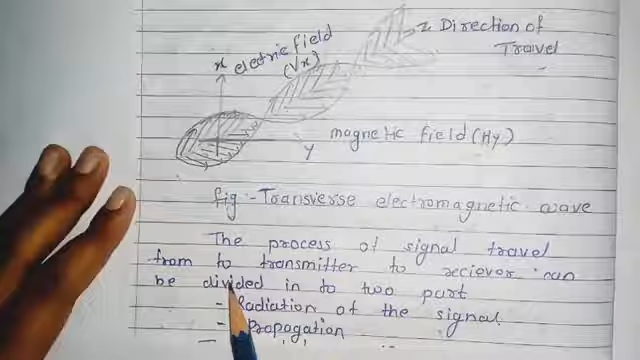 x electric field
(Vx)
z Direction of
Travel
magnetic field (Hy)
y
fig :- Transverse electromagnetic wave
The process of signal travel
from to transmitter to reciever can
be divided in to two part
- Radiation of the signal
- Propagation